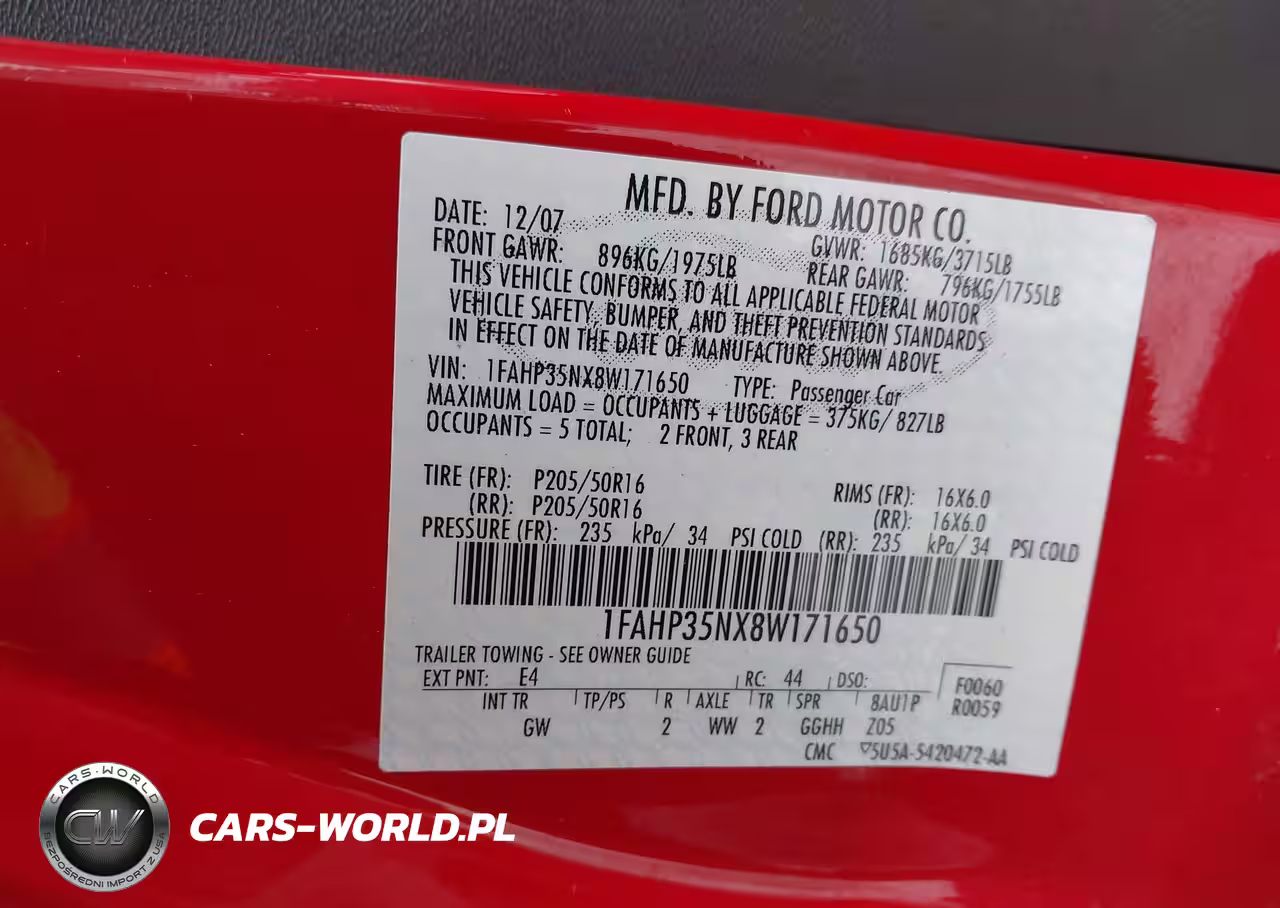 MFD. BY FORD MOTOR CO.
DATE: 12/07 GVWR: 1685KG/3715LB
FRONT GAWR: 896KG/1975LB REAR GAWR: 796KG/1755LB
THIS VEHICLE CONFORMS TO ALL APPLICABLE FEDERAL MOTOR
VEHICLE SAFETY, BUMPER, AND THEFT PREVENTION STANDARDS
IN EFFECT ON THE DATE OF MANUFACTURE SHOWN ABOVE.
VIN: 1FAHP35NX8W171650 TYPE: Passenger Car
MAXIMUM LOAD = OCCUPANTS + LUGGAGE = 375KG/ 827LB
OCCUPANTS = 5 TOTAL; 2 FRONT, 3 REAR
TIRE (FR): P205/50R16 RIMS (FR): 16X6.0
(RR): P205/50R16 (RR): 16X6.0
PRESSURE (FR): 235 kPa/ 34 PSI COLD (RR): 235 kPa/ 34 PSI COLD
1FAHP35NX8W171650
TRAILER TOWING - SEE OWNER GUIDE
EXT PNT: E4 RC: 44 DSO: F0060
INT TR TP/PS R AXLE TR SPR 8AU1P R0059
GW 2 WW 2 GGHH Z05
CMC ▽5U5A-5420472-AA
CARS-WORLD
CW
BEZPOŚREDNI IMPORT Z USA
CARS-WORLD.PL